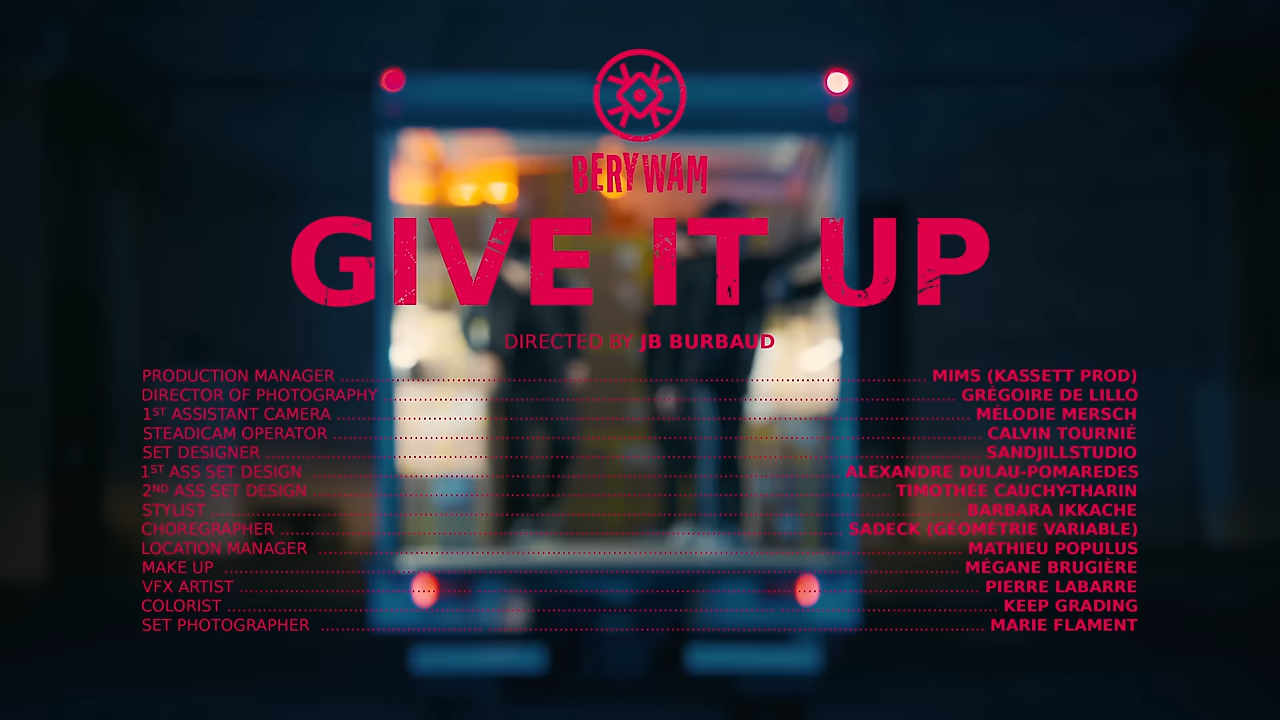 BERYWAM
GIVE IT UP
DIRECTED BY JB BURBAUD
PRODUCTION MANAGER ........ MIMS (KASSETT PROD)
DIRECTOR OF PHOTOGRAPHY ........ GRÉGOIRE DE LILLO
1ST ASSISTANT CAMERA ........ MÉLODIE MERSCH
STEADICAM OPERATOR ........ CALVIN TOURNIÉ
SET DESIGNER ........ SANDJILLSTUDIO
1ST ASS SET DESIGN ........ ALEXANDRE DULAU-POMAREDES
2ND ASS SET DESIGN ........ TIMOTHÉE CAUCHY-THARIN
STYLIST ........ BARBARA IKKACHE
CHOREGRAPHER ........ SADECK (GÉOMÉTRIE VARIABLE)
LOCATION MANAGER ........ MATHIEU POPULUS
MAKE UP ........ MÉGANE BRUGIÈRE
VFX ARTIST ........ PIERRE LABARRE
COLORIST ........ KEEP GRADING
SET PHOTOGRAPHER ........ MARIE FLAMENT